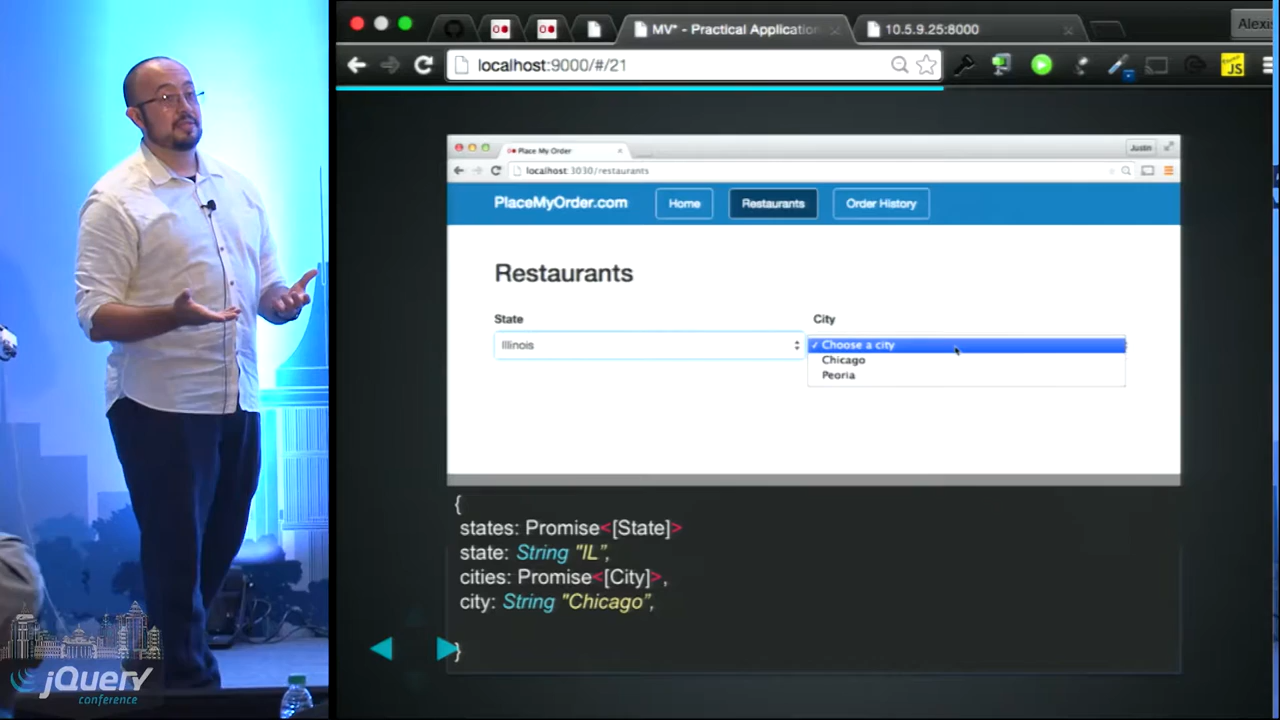 MV* - Practical Application
10.5.9.25:8000
Alexis
localhost:9000/#/21
JS
Place My Order
Justin
localhost:3030/restaurants
PlaceMyOrder.com
Home
Restaurants
Order History
Restaurants
State
City
Illinois
✓ Choose a city
Chicago
Peoria
{
states: Promise<[State]>
state: String "IL",
cities: Promise<[City]>,
city: String "Chicago",
}
jQuery
conference